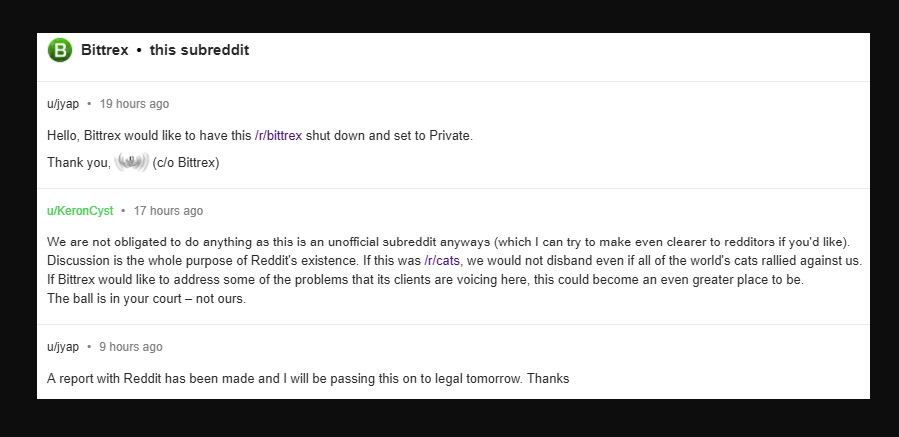 B
Bittrex • this subreddit
u/jyap • 19 hours ago
Hello, Bittrex would like to have this /r/bittrex shut down and set to Private.
Thank you, (c/o Bittrex)
u/KeronCyst • 17 hours ago
We are not obligated to do anything as this is an unofficial subreddit anyways (which I can try to make even clearer to redditors if you'd like).
Discussion is the whole purpose of Reddit's existence. If this was /r/cats, we would not disband even if all of the world's cats rallied against us.
If Bittrex would like to address some of the problems that its clients are voicing here, this could become an even greater place to be.
The ball is in your court – not ours.
u/jyap • 9 hours ago
A report with Reddit has been made and I will be passing this on to legal tomorrow. Thanks